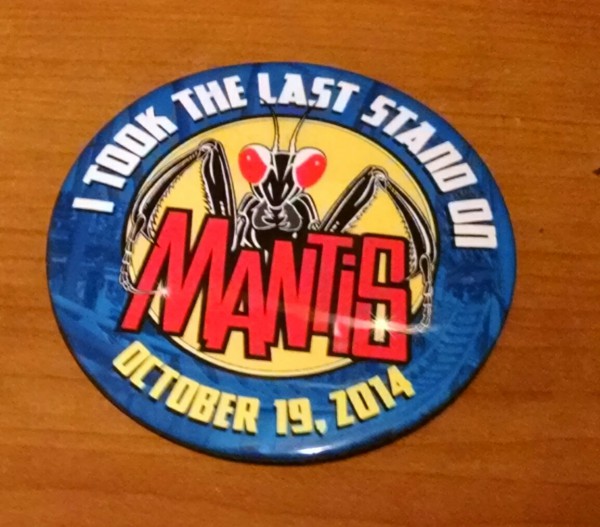 I TOOK THE LAST STAND ON
MANTIS
OCTOBER 19, 2014